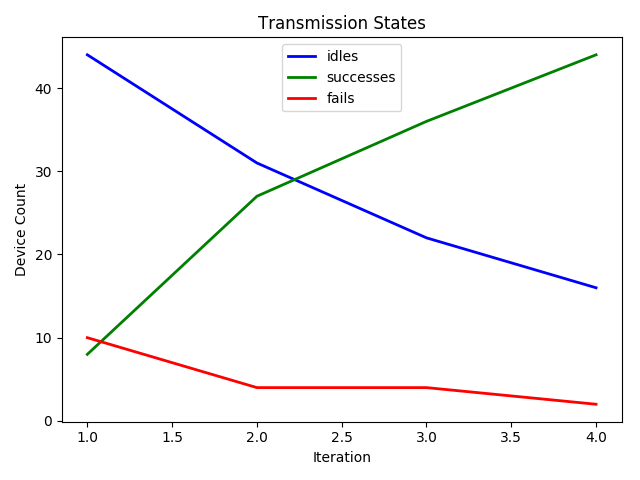 Transmission States
idles
successes
fails
Device Count
40
30
20
10
0
1.0 1.5 2.0 2.5 3.0 3.5 4.0
Iteration